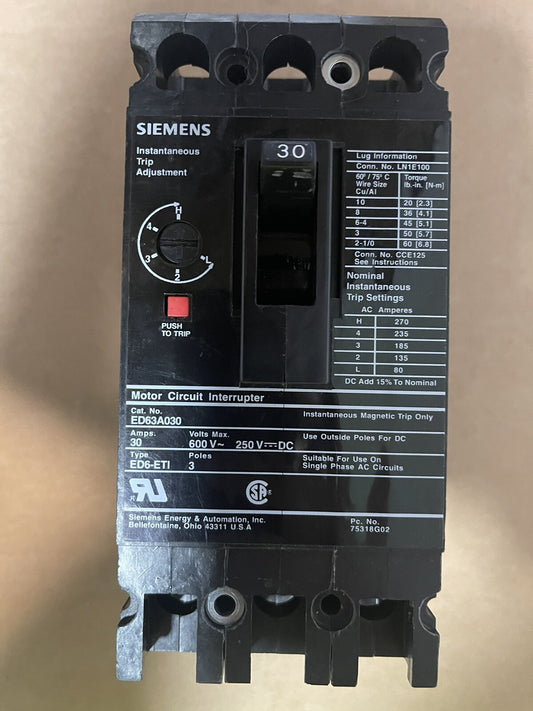 SIEMENS
Instantaneous
Trip
Adjustment
H
4
3
2
L
PUSH
TO TRIP
30
Lug Information
Conn. No. LN1E100
60° / 75° C Wire Size Cu/Al | Torque lb.-in. [N-m]
10 | 20 [2.3]
8 | 36 [4.1]
6-4 | 45 [5.1]
3 | 50 [5.7]
2-1/0 | 60 [6.8]
Conn. No. CCE125
See Instructions
Nominal
Instantaneous
Trip Settings
AC Amperes
H | 270
4 | 235
3 | 185
2 | 135
L | 80
DC Add 15% To Nominal
Motor Circuit Interrupter
Cat. No.
ED63A030
Instantaneous Magnetic Trip Only
Amps.
30
Volts Max.
600 V~ 250 V⎓DC
Use Outside Poles For DC
Type
ED6-ETI
Poles
3
Suitable For Use On
Single Phase AC Circuits
RU ®
CSA ®
Siemens Energy & Automation, Inc.
Bellefontaine, Ohio 43311 U.S.A
Pc. No.
75318G02